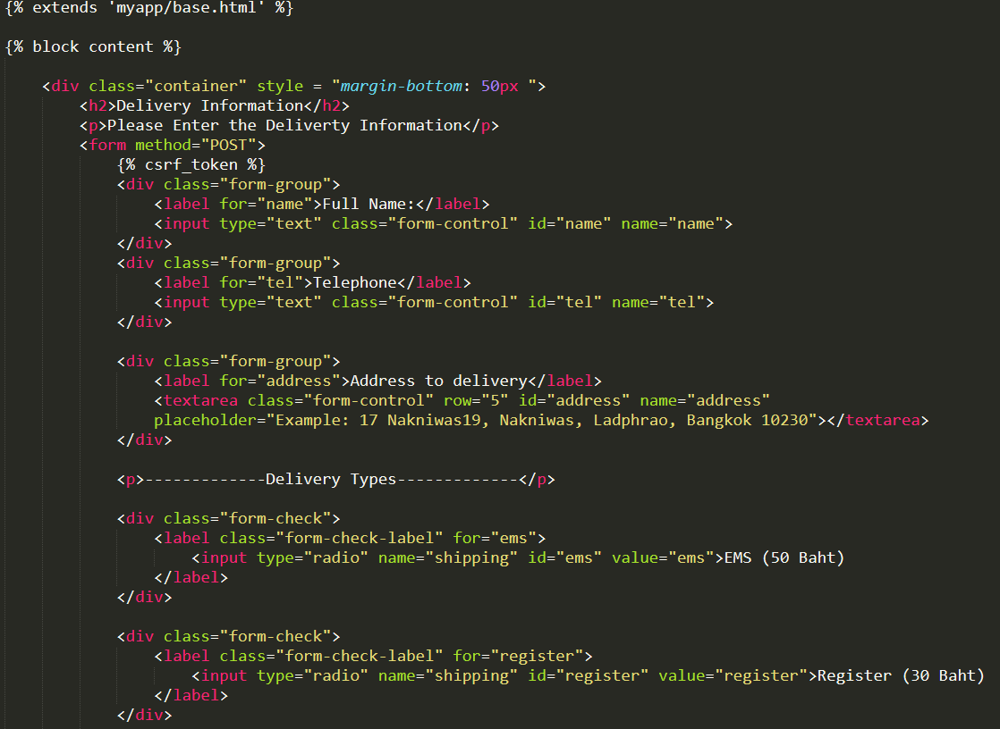 {% extends 'myapp/base.html' %}
{% block content %}
<div class="container" style = "margin-bottom: 50px ">
<h2>Delivery Information</h2>
<p>Please Enter the Deliverty Information</p>
<form method="POST">
{% csrf_token %}
<div class="form-group">
<label for="name">Full Name:</label>
<input type="text" class="form-control" id="name" name="name">
</div>
<div class="form-group">
<label for="tel">Telephone</label>
<input type="text" class="form-control" id="tel" name="tel">
</div>
<div class="form-group">
<label for="address">Address to delivery</label>
<textarea class="form-control" row="5" id="address" name="address"
placeholder="Example: 17 Nakniwas19, Nakniwas, Ladphrao, Bangkok 10230"></textarea>
</div>
<p>-------------Delivery Types-------------</p>
<div class="form-check">
<label class="form-check-label" for="ems">
<input type="radio" name="shipping" id="ems" value="ems">EMS (50 Baht)
</label>
</div>
<div class="form-check">
<label class="form-check-label" for="register">
<input type="radio" name="shipping" id="register" value="register">Register (30 Baht)
</label>
</div>